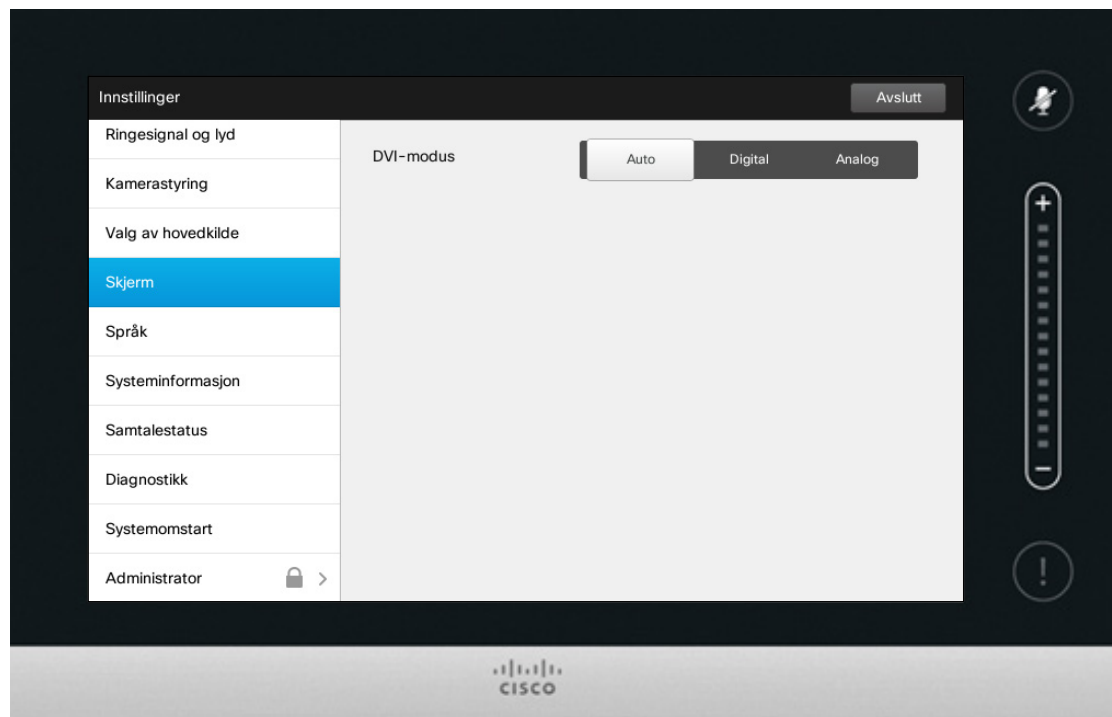 Innstillinger
Avslutt
Ringesignal og lyd
DVI-modus
Auto
Digital
Analog
Kamerastyring
Valg av hovedkilde
Skjerm
Språk
Systeminformasjon
Samtalestatus
Diagnostikk
Systemomstart
Administrator
+
-
!
CISCO